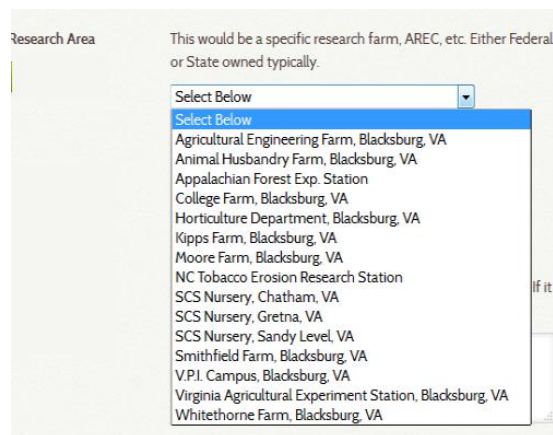 Research Area
This would be a specific research farm, AREC, etc. Either Federal
or State owned typically.
Select Below
Select Below
Agricultural Engineering Farm, Blacksburg, VA
Animal Husbandry Farm, Blacksburg, VA
Appalachian Forest Exp. Station
College Farm, Blacksburg, VA
Horticulture Department, Blacksburg, VA
Kipps Farm, Blacksburg, VA
Moore Farm, Blacksburg, VA
NC Tobacco Erosion Research Station
If it
SCS Nursery, Chatham, VA
SCS Nursery, Gretna, VA
SCS Nursery, Sandy Level, VA
Smithfield Farm, Blacksburg, VA
V.P.I. Campus, Blacksburg, VA
Virginia Agricultural Experiment Station, Blacksburg, VA
Whitethorne Farm, Blacksburg, VA